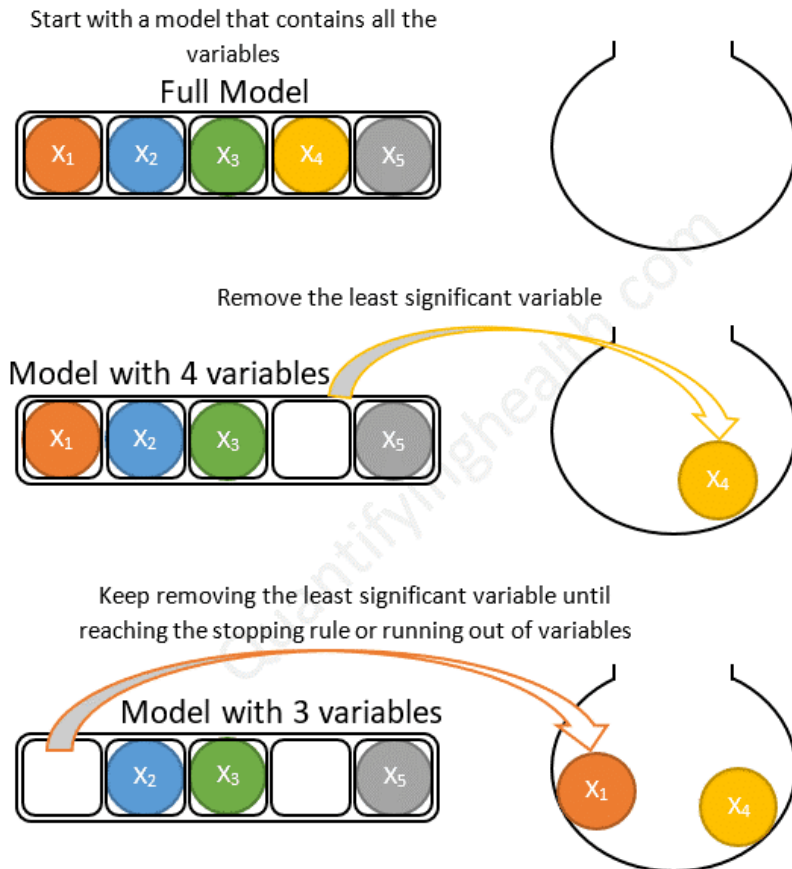 Start with a model that contains all the
variables
Full Model
X₁ X₂ X₃ X₄ X₅
Remove the least significant variable
Model with 4 variables
X₁ X₂ X₃ X₅
X₄
Keep removing the least significant variable until
reaching the stopping rule or running out of variables
Model with 3 variables
X₂ X₃ X₅
X₁ X₄
Quantifyinghealth.com